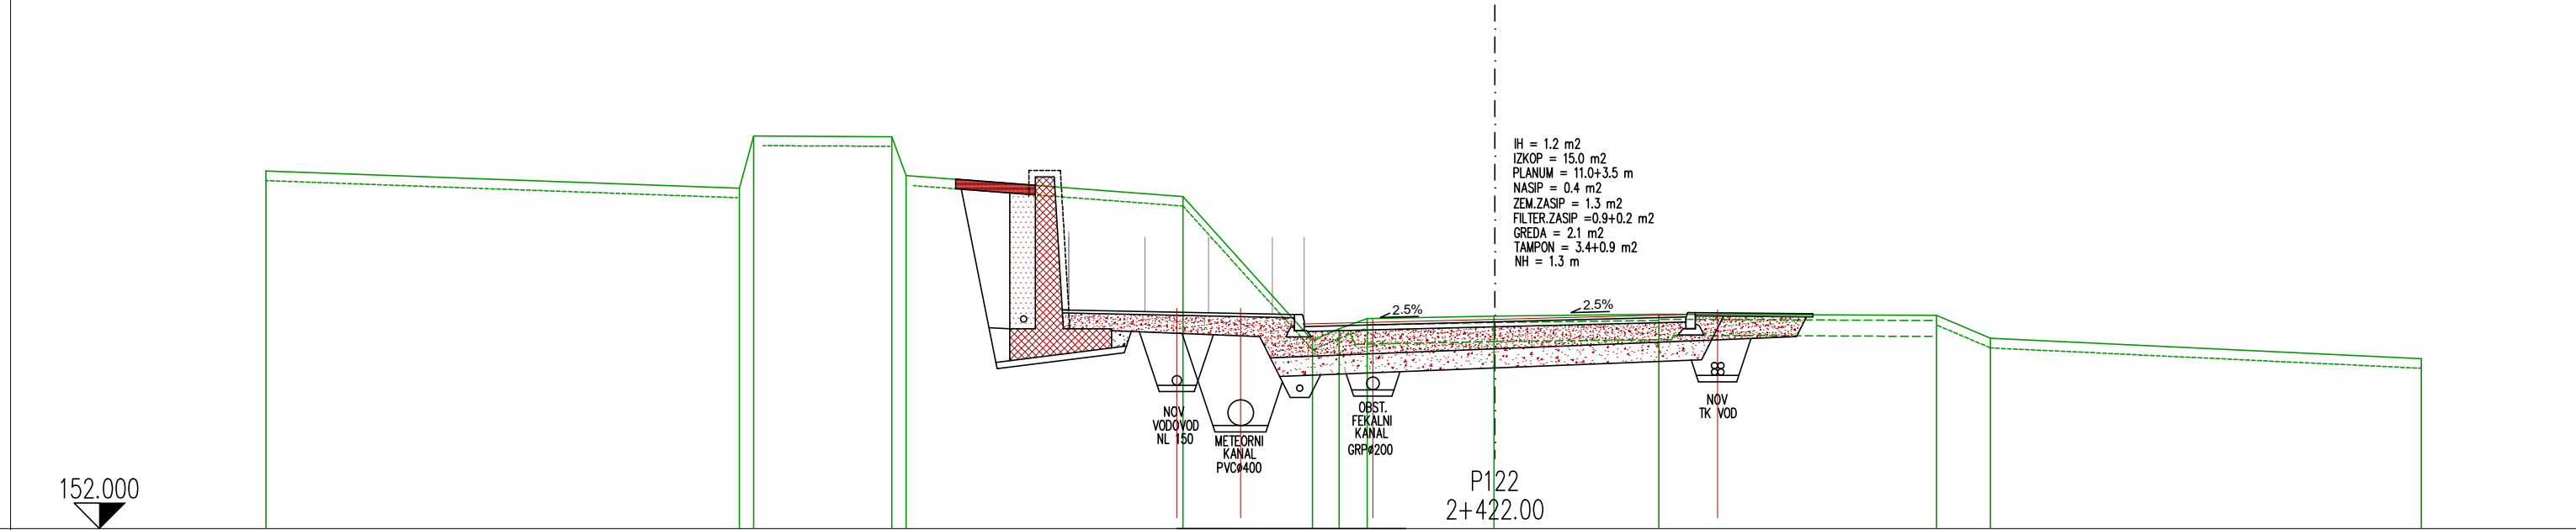 IH = 1.2 m2
IZKOP = 15.0 m2
PLANUM = 11.0+3.5 m
NASIP = 0.4 m2
ZEM.ZASIP = 1.3 m2
FILTER.ZASIP =0.9+0.2 m2
GREDA = 2.1 m2
TAMPON = 3.4+0.9 m2
NH = 1.3 m
2.5%
2.5%
NOV
VODOVOD
NL 150
METEORNI
KANAL
PVCø400
OBST.
FEKALNI
KANAL
GRPø200
NOV
TK VOD
P122
2+422.00
152.000